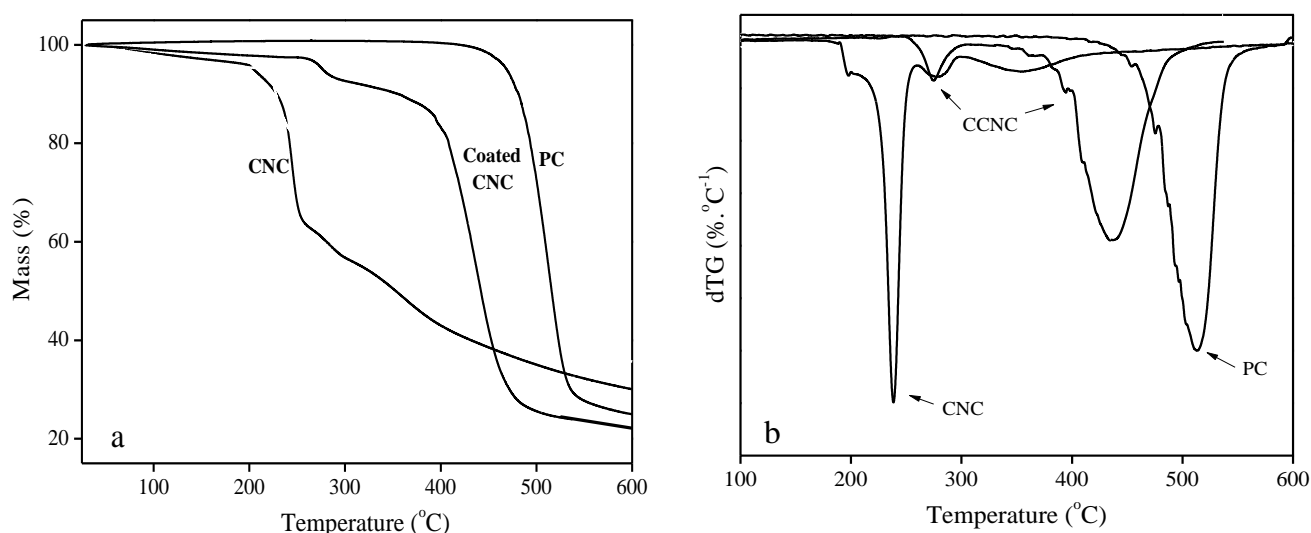 100
80
60
40
20
Mass (%)
CNC
Coated
CNC
PC
a
100
200
300
400
500
600
Temperature (°C)
dTG (%.°C⁻¹)
CCNC
CNC
PC
b
100
200
300
400
500
600
Temperature (°C)